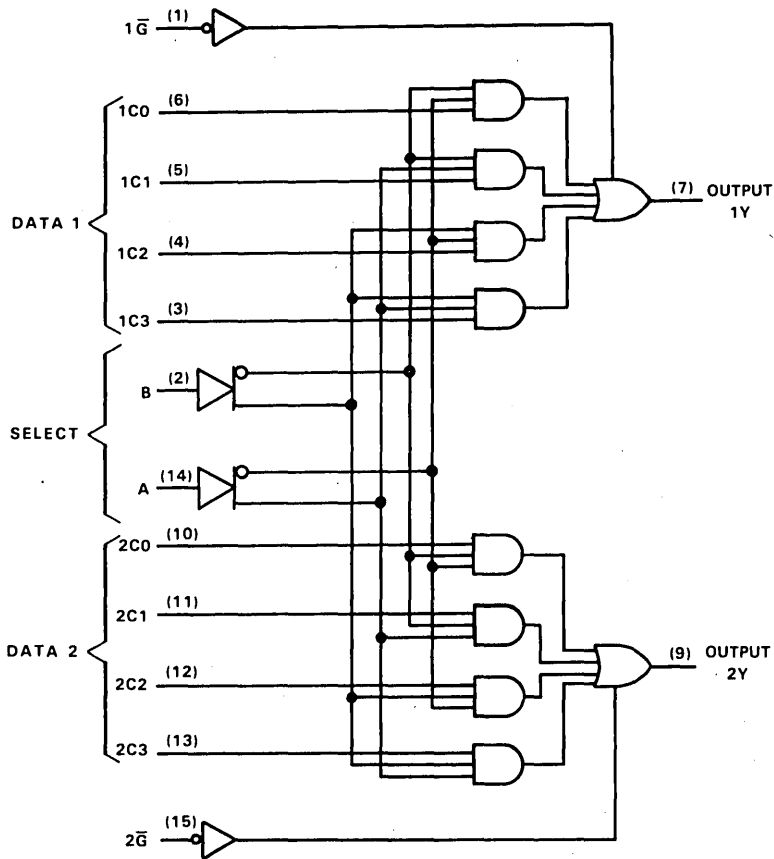 1G̅ (1)
1C0 (6)
1C1 (5)
DATA 1
1C2 (4)
1C3 (3)
(7) OUTPUT
1Y
B (2)
SELECT
A (14)
2C0 (10)
2C1 (11)
DATA 2
2C2 (12)
2C3 (13)
(9) OUTPUT
2Y
2G̅ (15)